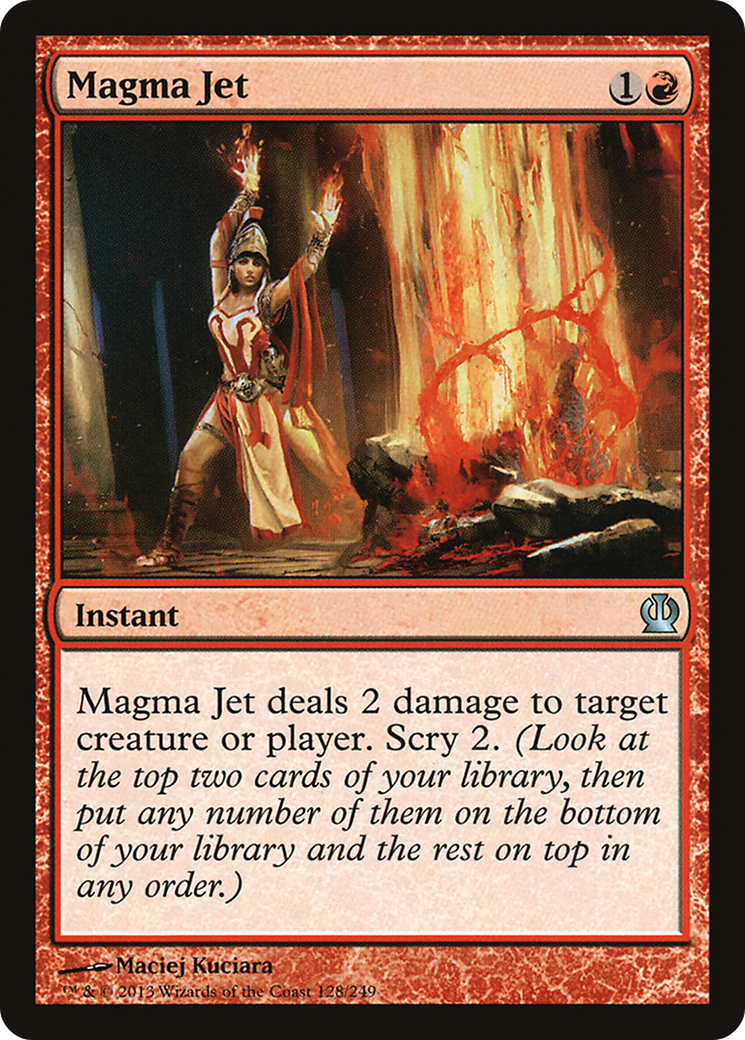 Magma Jet 1
Instant
Magma Jet deals 2 damage to target
creature or player. Scry 2. (Look at
the top two cards of your library, then
put any number of them on the bottom
of your library and the rest on top in
any order.)
Maciej Kuciara
™ & © 2013 Wizards of the Coast 128/249